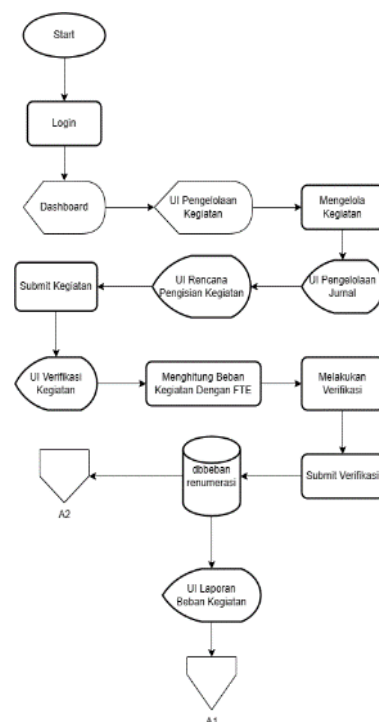 Start
Login
Dashboard
UI Pengelolaan
Kegiatan
Mengelola
Kegiatan
UI Pengelolaan
Jurnal
UI Rencana
Pengisian Kegiatan
Submit Kegiatan
UI Verifikasi
Kegiatan
Menghitung Beban
Kegiatan Dengan FTE
Melakukan
Verifikasi
Submit Verifikasi
dbbeban
renumerasi
A2
UI Laporan
Beban Kegiatan
A1